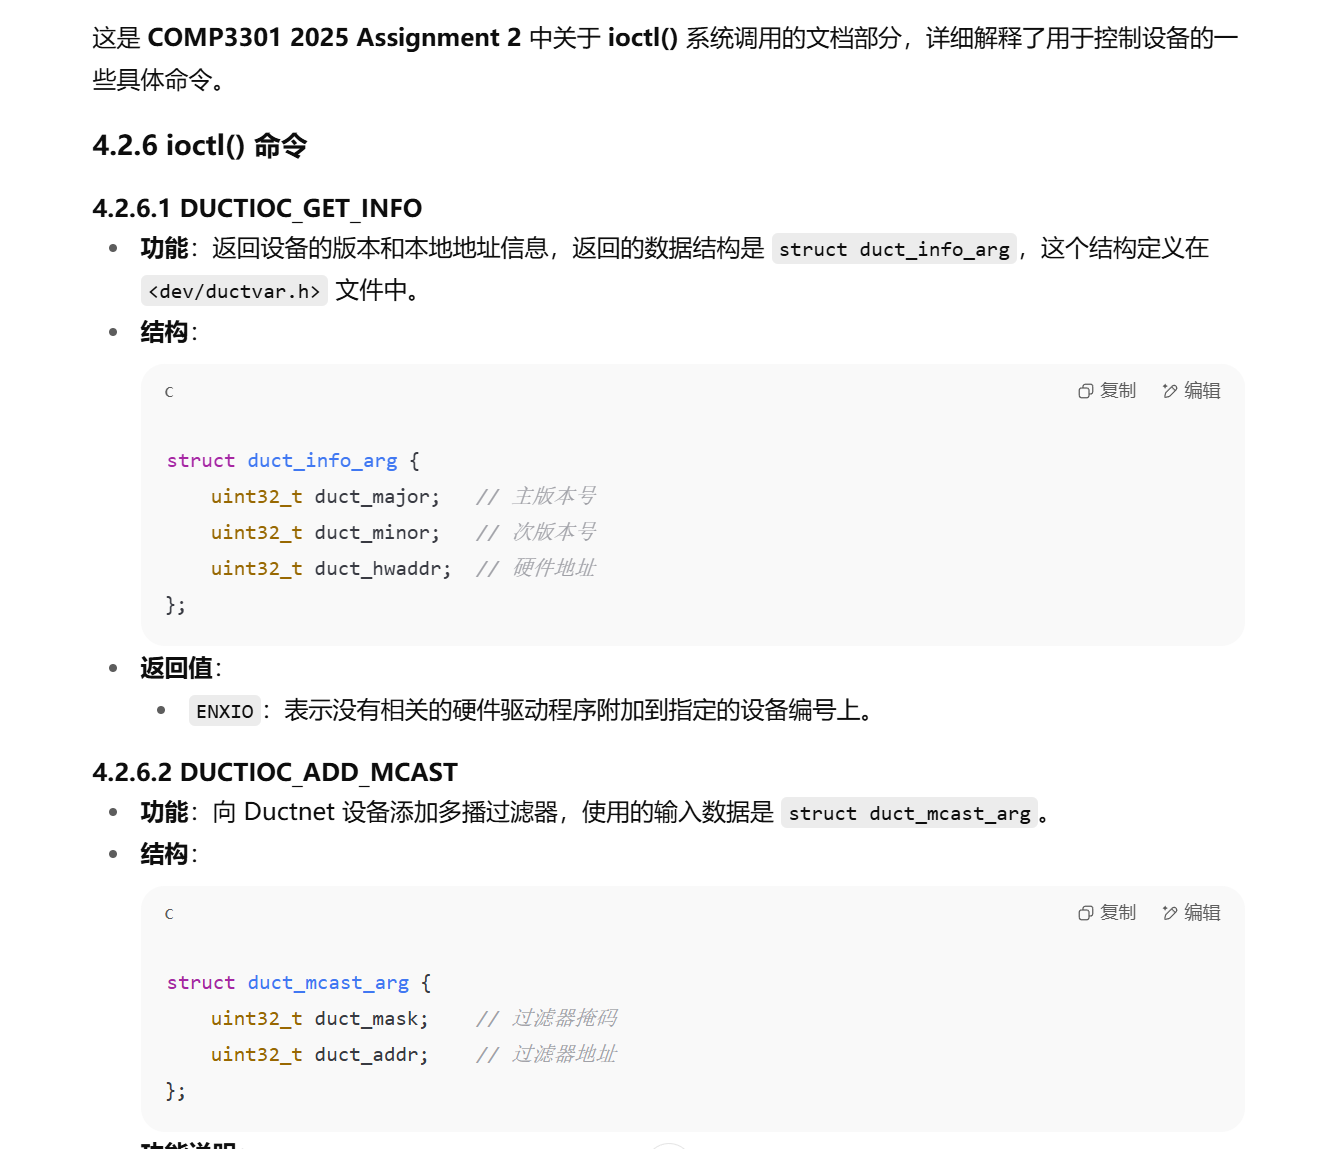 这是 COMP3301 2025 Assignment 2 中关于 ioctl() 系统调用的文档部分，详细解释了用于控制设备的一
些具体命令。
4.2.6 ioctl() 命令
4.2.6.1 DUCTIOC_GET_INFO
• 功能：返回设备的版本和本地地址信息，返回的数据结构是 struct duct_info_arg，这个结构定义在
<dev/ductvar.h> 文件中。
• 结构：
c 复制 编辑
struct duct_info_arg {
    uint32_t duct_major;   // 主版本号
    uint32_t duct_minor;   // 次版本号
    uint32_t duct_hwaddr;  // 硬件地址
};
• 返回值：
• ENXIO：表示没有相关的硬件驱动程序附加到指定的设备编号上。
4.2.6.2 DUCTIOC_ADD_MCAST
• 功能：向 Ductnet 设备添加多播过滤器，使用的输入数据是 struct duct_mcast_arg。
• 结构：
c 复制 编辑
struct duct_mcast_arg {
    uint32_t duct_mask;    // 过滤器掩码
    uint32_t duct_addr;    // 过滤器地址
};